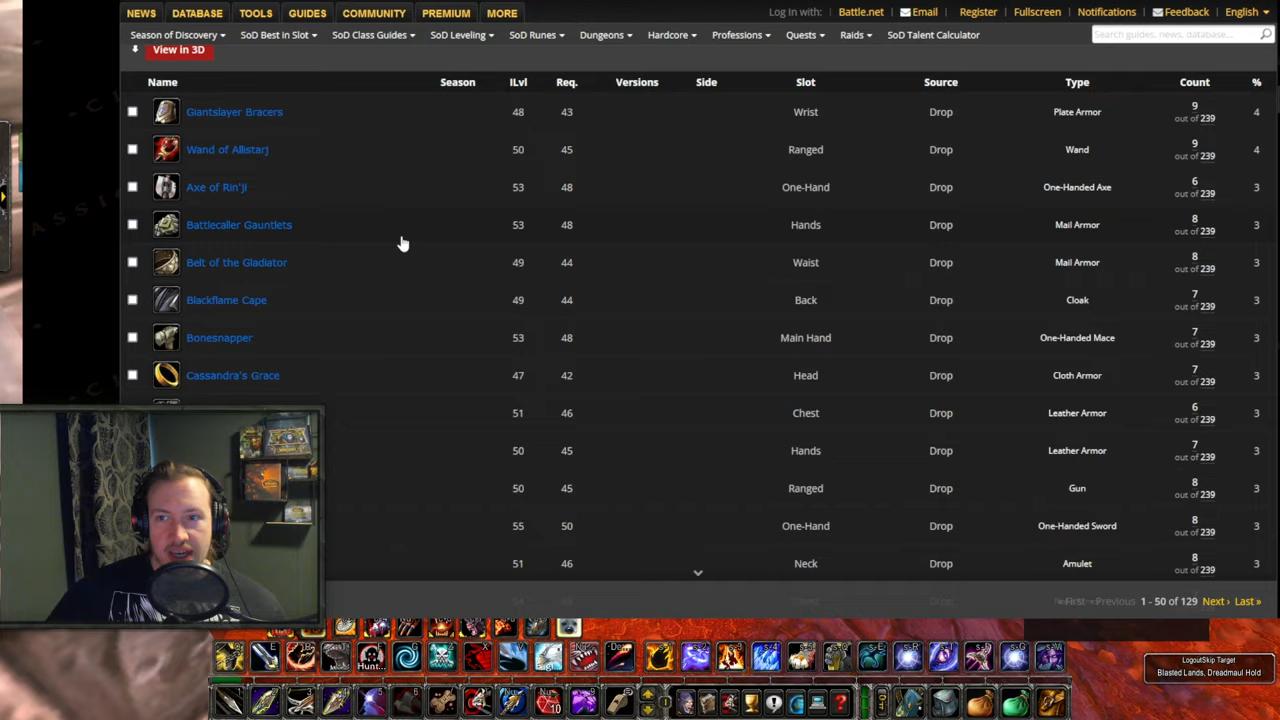 NEWS DATABASE TOOLS GUIDES COMMUNITY PREMIUM MORE Log In with: Battle.net Email Register Fullscreen Notifications Feedback English
Season of Discovery SoD Best in Slot SoD Class Guides SoD Leveling SoD Runes Dungeons Hardcore Professions Quests Raids SoD Talent Calculator Search guides, news, database...
View in 3D
Name Season ILvl Req. Versions Side Slot Source Type Count %
Giantslayer Bracers 48 43 Wrist Drop Plate Armor 9 out of 239 4
Wand of Allistarj 50 45 Ranged Drop Wand 9 out of 239 4
Axe of Rin'ji 53 48 One-Hand Drop One-Handed Axe 6 out of 239 3
Battlecaller Gauntlets 53 48 Hands Drop Mail Armor 8 out of 239 3
Belt of the Gladiator 49 44 Waist Drop Mail Armor 8 out of 239 3
Blackflame Cape 49 44 Back Drop Cloak 7 out of 239 3
Bonesnapper 53 48 Main Hand Drop One-Handed Mace 7 out of 239 3
Cassandra's Grace 47 42 Head Drop Cloth Armor 7 out of 239 3
51 46 Chest Drop Leather Armor 6 out of 239 3
50 45 Hands Drop Leather Armor 7 out of 239 3
50 45 Ranged Drop Gun 8 out of 239 3
55 50 One-Hand Drop One-Handed Sword 8 out of 239 3
51 46 Neck Drop Amulet 8 out of 239 3
« First ‹ Previous 1 - 50 of 129 Next › Last »
Hunt...
LogoutSkip Target
Blasted Lands, Dreadmaul Hold